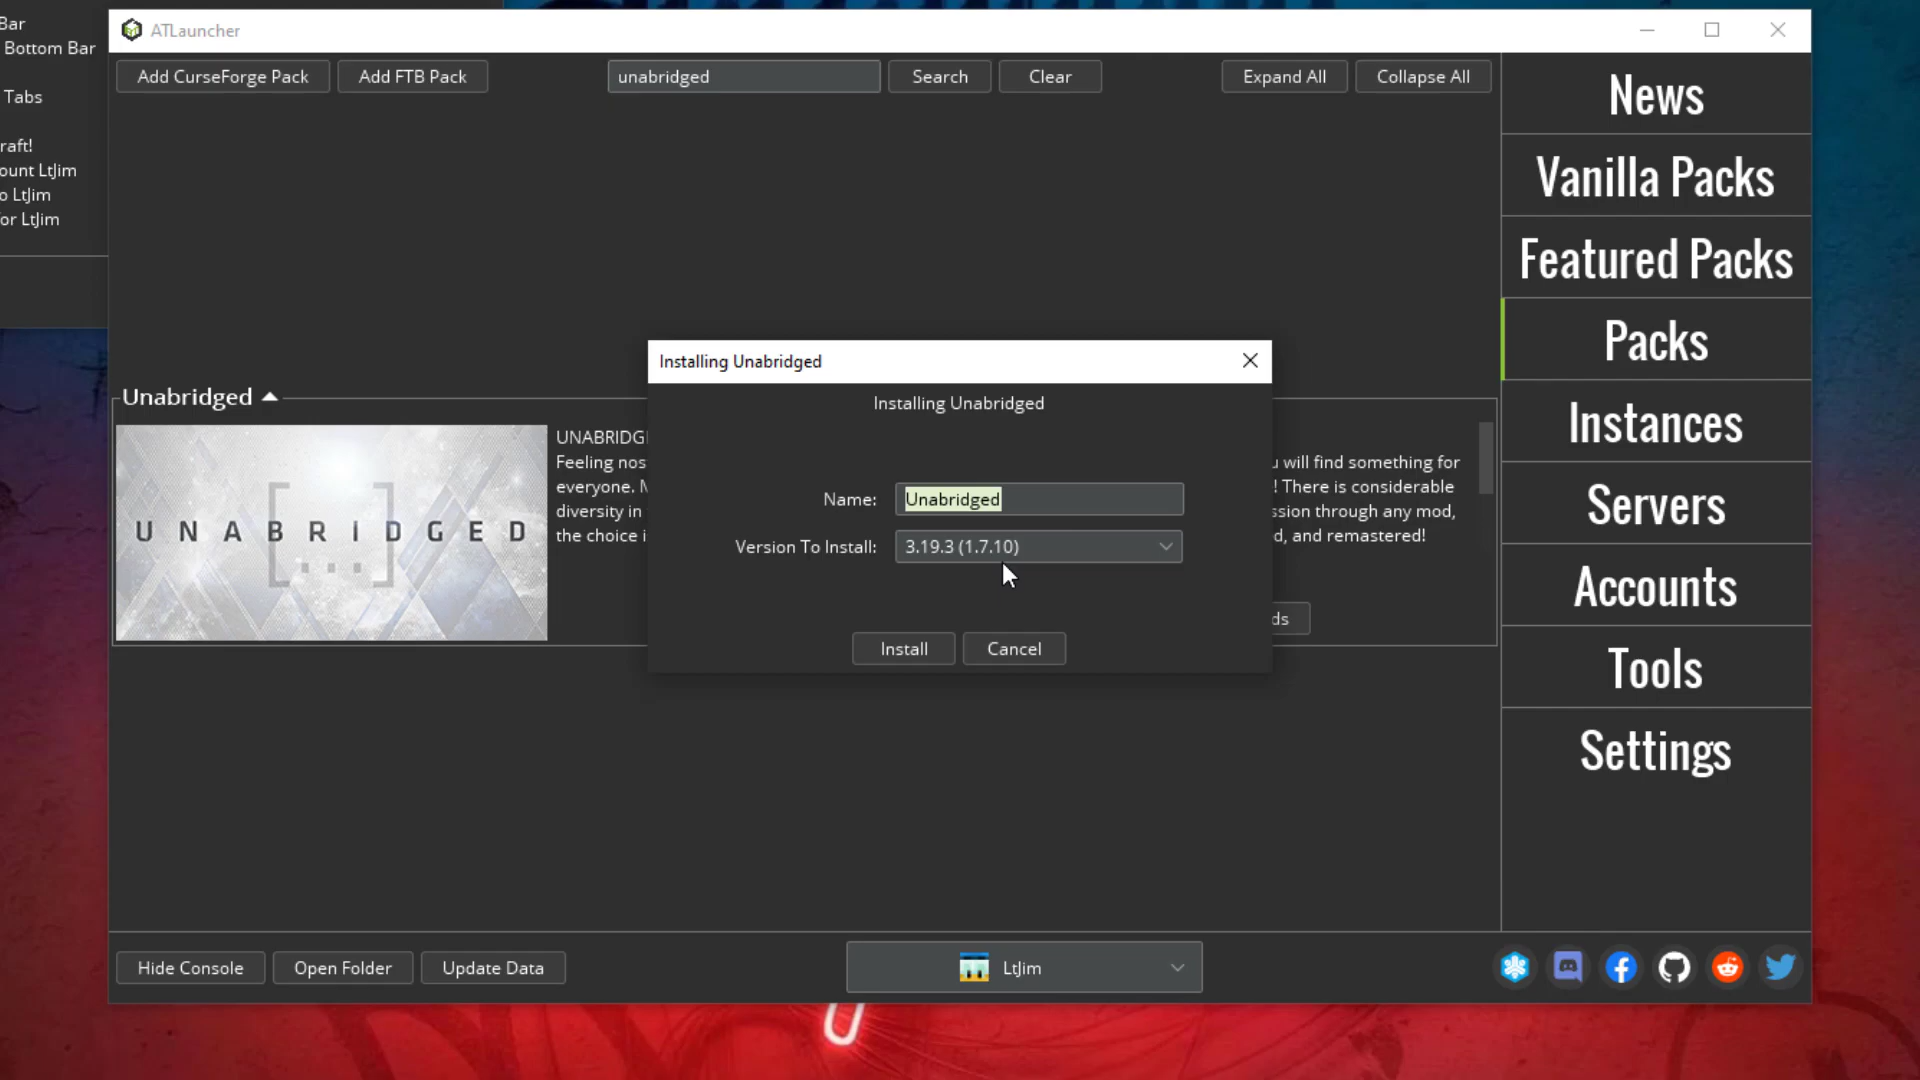 Bar
Bottom Bar
Tabs
raft!
ount LtJim
o LtJim
for LtJim
ATLauncher
Add CurseForge Pack
Add FTB Pack
unabridged
Search
Clear
Expand All
Collapse All
News
Vanilla Packs
Featured Packs
Packs
Instances
Servers
Accounts
Tools
Settings
Unabridged
UNABRIDGED
[...]
UNABRIDG
Feeling nos
u will find something for
everyone. M
! There is considerable
diversity in
ssion through any mod,
the choice i
d, and remastered!
ds
Installing Unabridged
Installing Unabridged
Name: Unabridged
Version To Install: 3.19.3 (1.7.10)
Install
Cancel
Hide Console
Open Folder
Update Data
LtJim